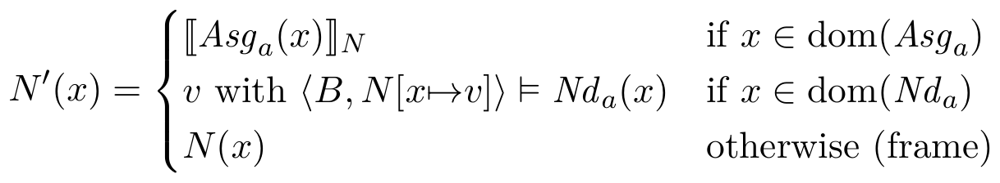 ⟦Asg_a(x)⟧_N if x ∈ dom(Asg_a)
N′(x) = { v with ⟨B, N[x↦v]⟩ ⊨ Nd_a(x) if x ∈ dom(Nd_a)
N(x) otherwise (frame)